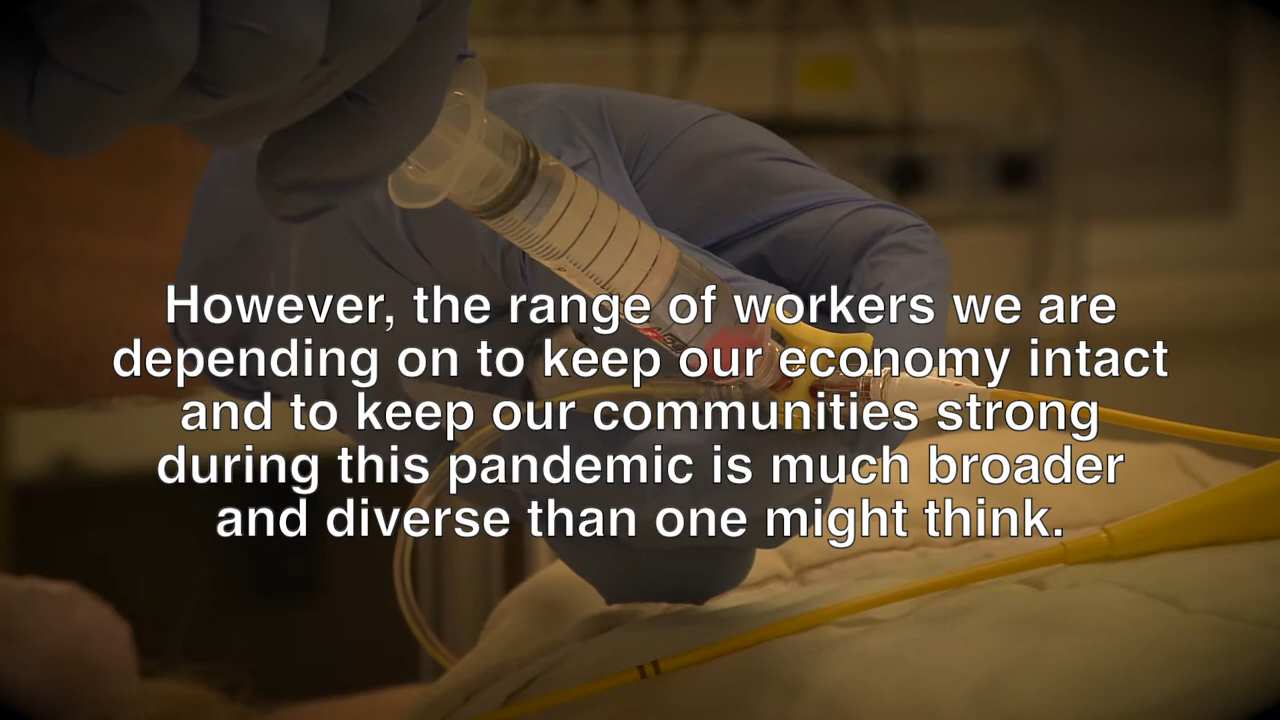 However, the range of workers we are
depending on to keep our economy intact
and to keep our communities strong
during this pandemic is much broader
and diverse than one might think.